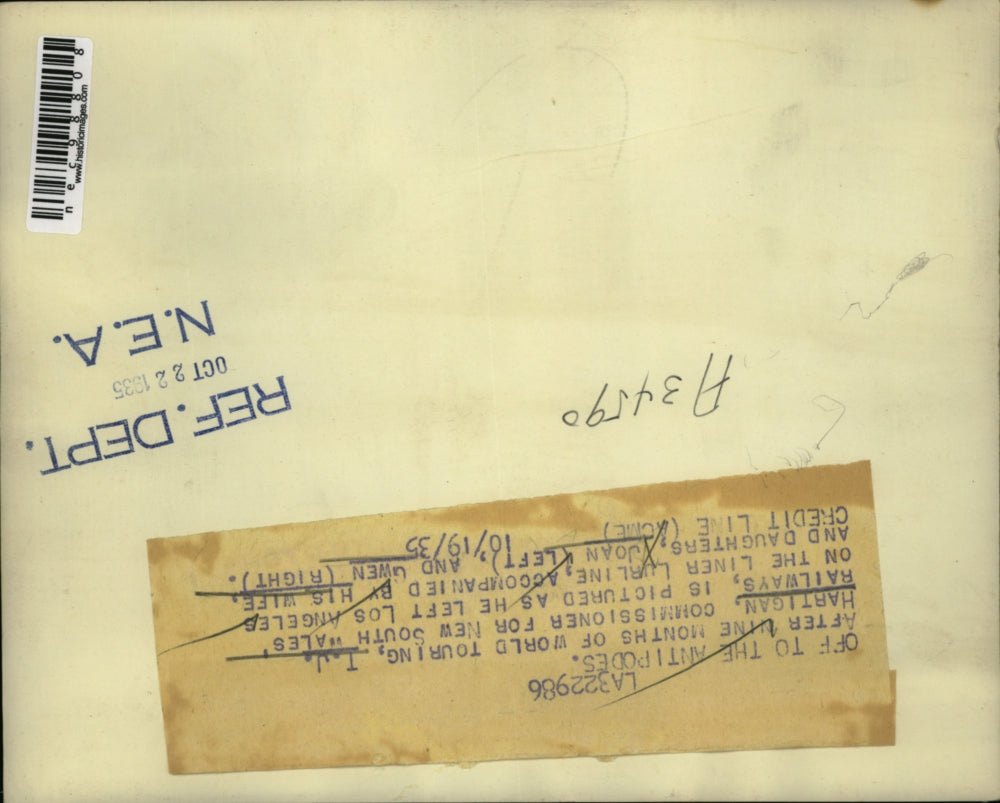 REF. DEPT.
OCT 22 1935
N.E.A.
A34590
LA322986
OFF TO THE ANTIPODES.
AFTER NINE MONTHS OF WORLD TOURING, T.J.
HARTIGAN, COMMISSIONER FOR NEW SOUTH WALES'
RAILWAYS, IS PICTURED AS HE LEFT LOS ANGELES
ON THE LINER, LURLINE, ACCOMPANIED BY HIS WIFE,
AND DAUGHTERS, JOAN (LEFT), AND GWEN (RIGHT).
CREDIT LINE (ACME) 10/19/35
www.historicimages.com
nec98808